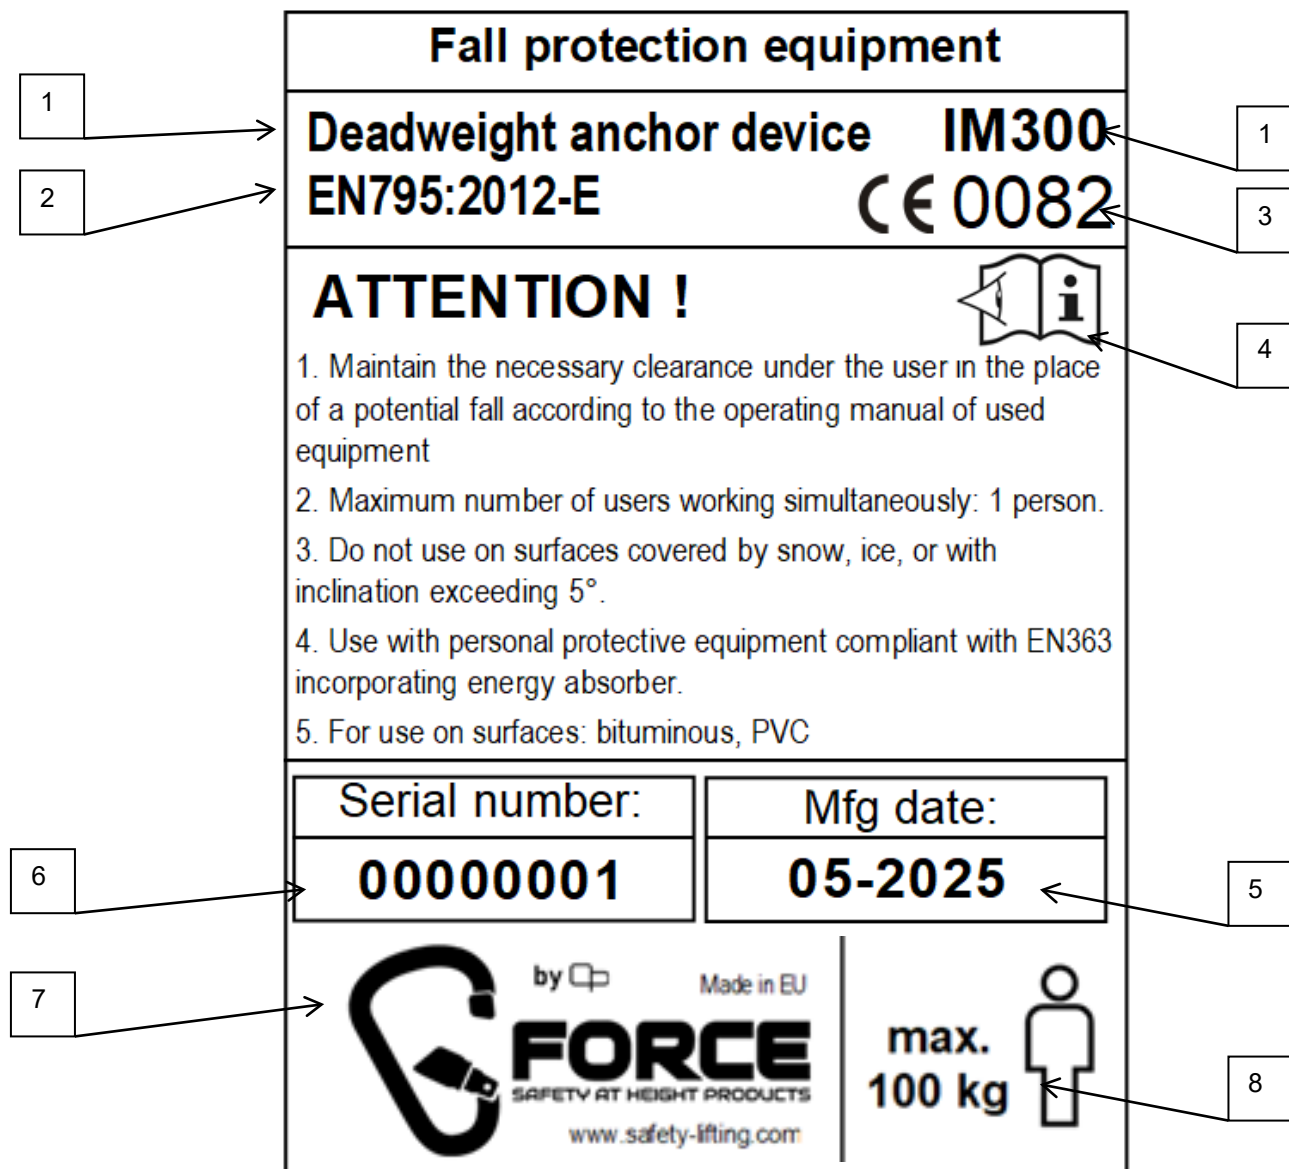 Fall protection equipment
1
Deadweight anchor device IM300
1
2
EN795:2012-E CE 0082
3
ATTENTION !
i
4
1. Maintain the necessary clearance under the user in the place
of a potential fall according to the operating manual of used
equipment
2. Maximum number of users working simultaneously: 1 person.
3. Do not use on surfaces covered by snow, ice, or with
inclination exceeding 5°.
4. Use with personal protective equipment compliant with EN363
incorporating energy absorber.
5. For use on surfaces: bituminous, PVC
Serial number:
Mfg date:
6
00000001
05-2025
5
7
by
Made in EU
FORCE
SAFETY AT HEIGHT PRODUCTS
www.safety-lifting.com
max.
100 kg
8